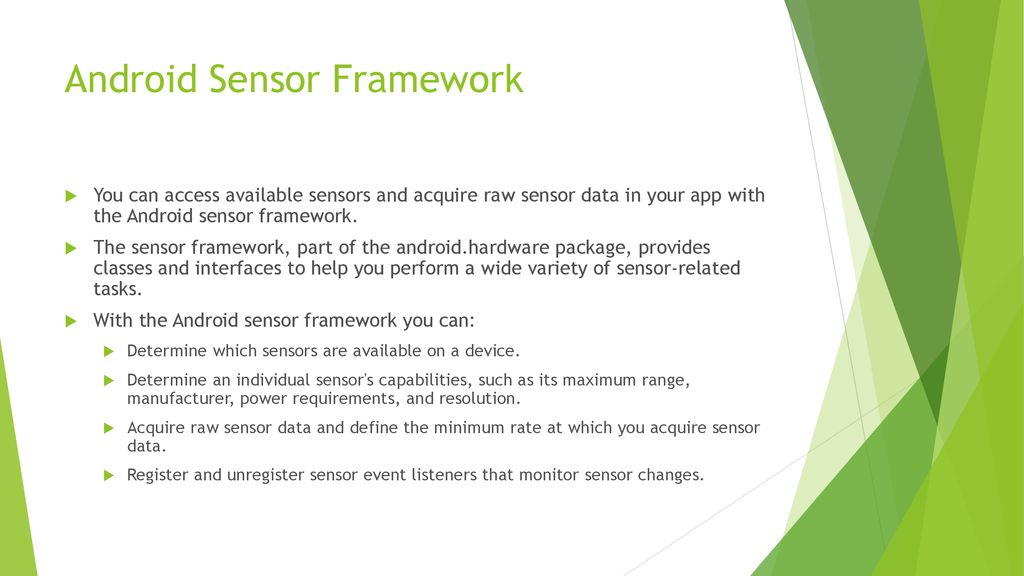 Android Sensor Framework
You can access available sensors and acquire raw sensor data in your app with
the Android sensor framework.
The sensor framework, part of the android.hardware package, provides
classes and interfaces to help you perform a wide variety of sensor-related
tasks.
With the Android sensor framework you can:
Determine which sensors are available on a device.
Determine an individual sensor's capabilities, such as its maximum range,
manufacturer, power requirements, and resolution.
Acquire raw sensor data and define the minimum rate at which you acquire sensor
data.
Register and unregister sensor event listeners that monitor sensor changes.